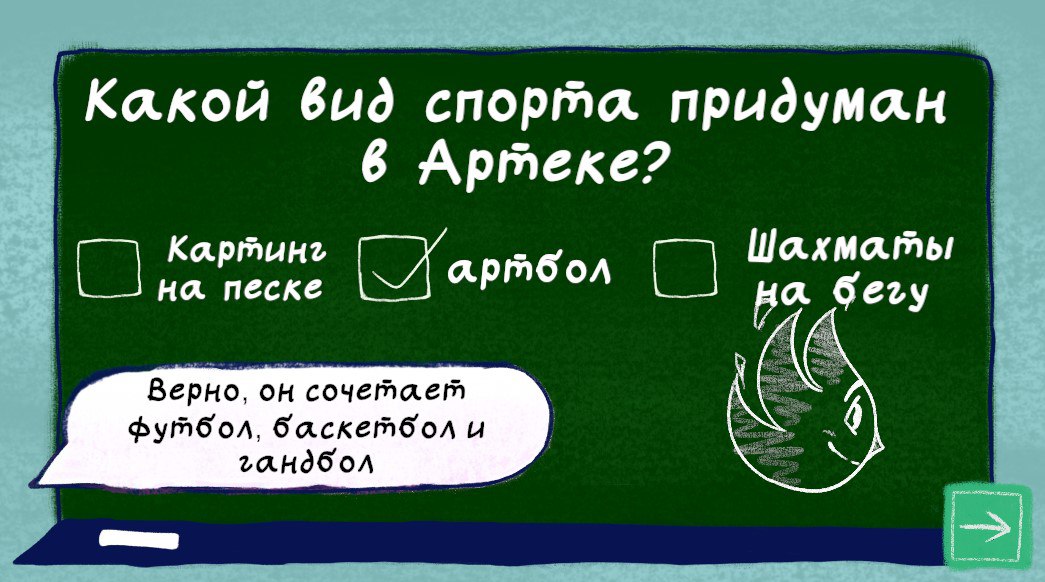 Какой вид спорта придуман
в Артеке?
Картинг
на песке
артбол
Шахматы
на бегу
Верно, он сочетает
футбол, баскетбол и
гандбол